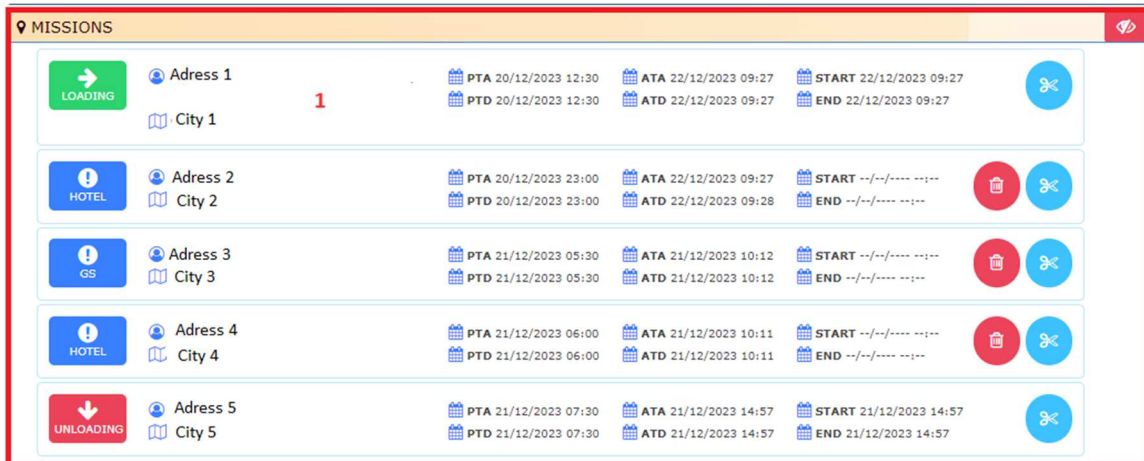 MISSIONS
LOADING
Adress 1
PTA 20/12/2023 12:30 ATA 22/12/2023 09:27 START 22/12/2023 09:27
PTD 20/12/2023 12:30 ATD 22/12/2023 09:27 END 22/12/2023 09:27
1
City 1
HOTEL
Adress 2 PTA 20/12/2023 23:00 ATA 22/12/2023 09:27 START --/--/---- --:--
City 2 PTD 20/12/2023 23:00 ATD 22/12/2023 09:28 END --/--/---- --:--
GS
Adress 3 PTA 21/12/2023 05:30 ATA 21/12/2023 10:12 START --/--/---- --:--
City 3 PTD 21/12/2023 05:30 ATD 21/12/2023 10:12 END --/--/---- --:--
HOTEL
Adress 4 PTA 21/12/2023 06:00 ATA 21/12/2023 10:11 START --/--/---- --:--
City 4 PTD 21/12/2023 06:00 ATD 21/12/2023 10:11 END --/--/---- --:--
UNLOADING
Adress 5 PTA 21/12/2023 07:30 ATA 21/12/2023 14:57 START 21/12/2023 14:57
City 5 PTD 21/12/2023 07:30 ATD 21/12/2023 14:57 END 21/12/2023 14:57